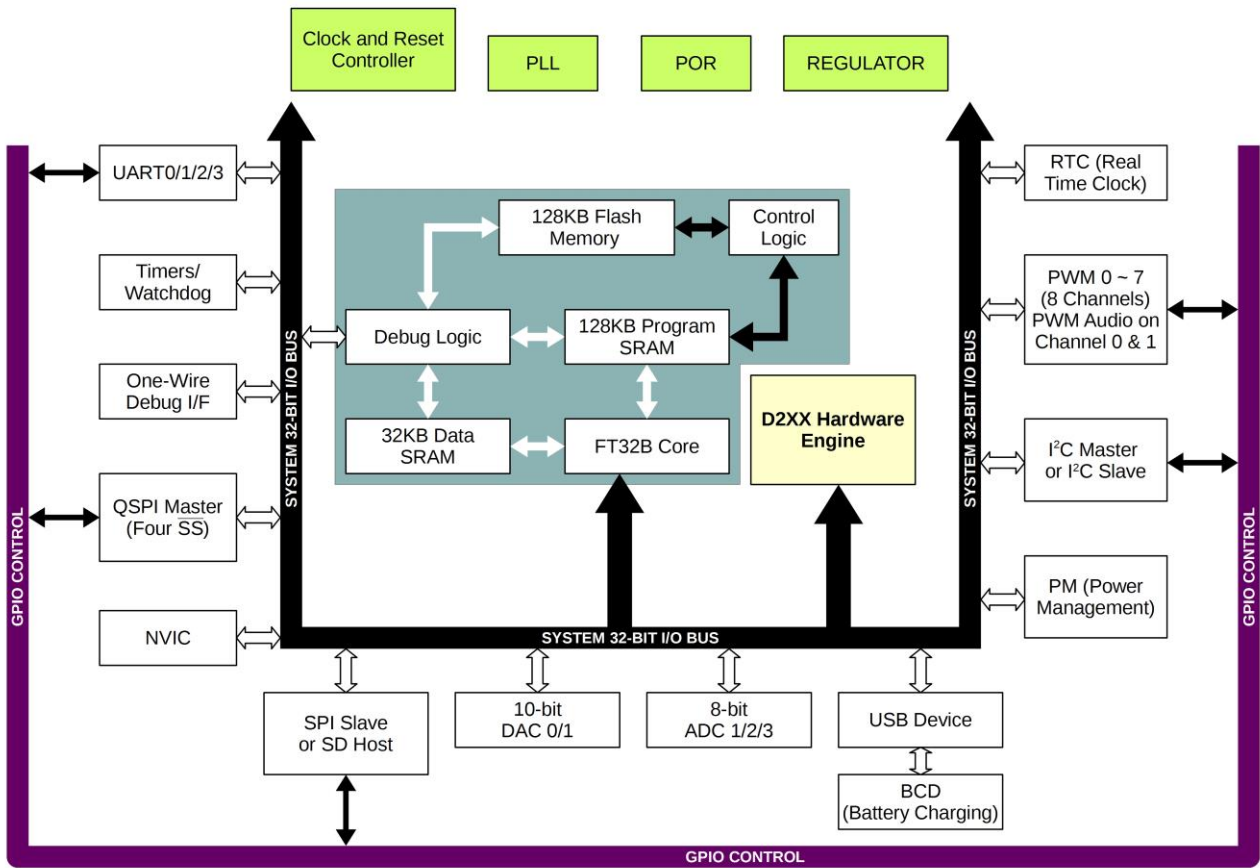 Clock and Reset
Controller
PLL
POR
REGULATOR
UART0/1/2/3
RTC (Real
Time Clock)
128KB Flash
Memory
Control
Logic
Timers/
Watchdog
PWM 0 ~ 7
(8 Channels)
PWM Audio on
Channel 0 & 1
Debug Logic
128KB Program
SRAM
SYSTEM 32-BIT I/O BUS
SYSTEM 32-BIT I/O BUS
One-Wire
Debug I/F
D2XX Hardware
Engine
32KB Data
SRAM
FT32B Core
I²C Master
or I²C Slave
QSPI Master
(Four S̅S̅)
GPIO CONTROL
GPIO CONTROL
PM (Power
Management)
NVIC
SYSTEM 32-BIT I/O BUS
SPI Slave
or SD Host
10-bit
DAC 0/1
8-bit
ADC 1/2/3
USB Device
BCD
(Battery Charging)
GPIO CONTROL